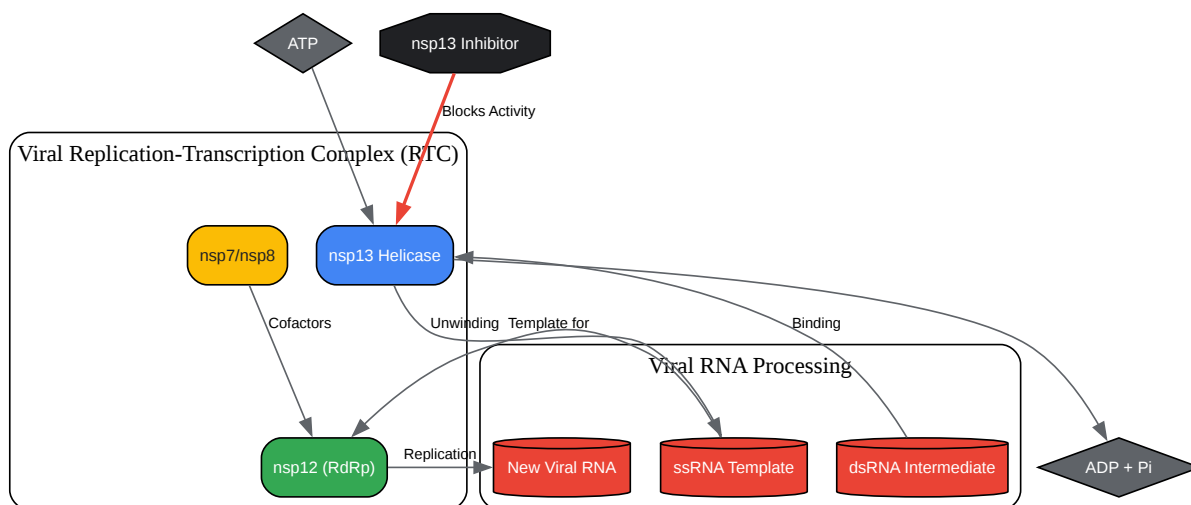 ATP
nsp13 Inhibitor
Blocks Activity
Viral Replication-Transcription Complex (RTC)
nsp7/nsp8
nsp13 Helicase
Cofactors
Unwinding
Template for
Binding
Viral RNA Processing
nsp12 (RdRp)
Replication
New Viral RNA
ssRNA Template
dsRNA Intermediate
ADP + Pi